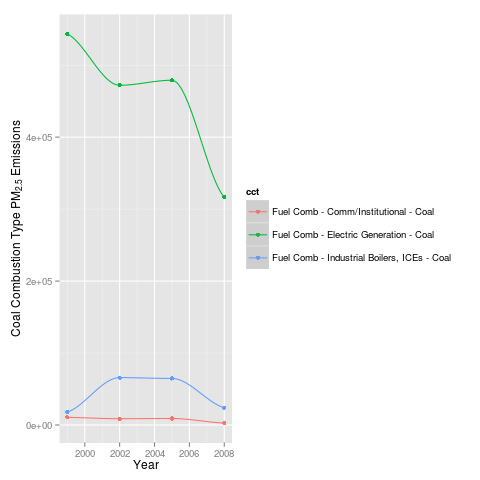 Coal Combustion Type PM2.5 Emissions
4e+05
2e+05
0e+00
2000 2002 2004 2006 2008
Year
cct
Fuel Comb - Comm/Institutional - Coal
Fuel Comb - Electric Generation - Coal
Fuel Comb - Industrial Boilers, ICEs - Coal